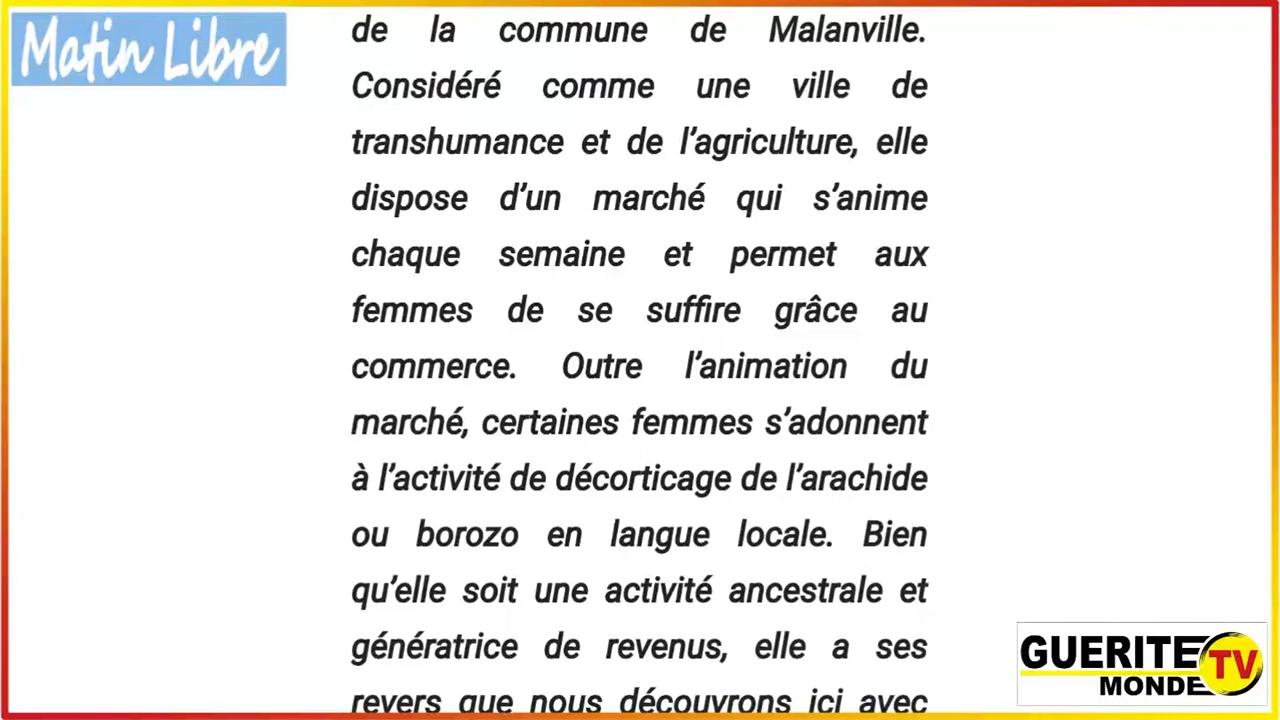 Matin Libre
de la commune de Malanville.
Considéré comme une ville de
transhumance et de l’agriculture, elle
dispose d’un marché qui s’anime
chaque semaine et permet aux
femmes de se suffire grâce au
commerce. Outre l’animation du
marché, certaines femmes s’adonnent
à l’activité de décorticage de l’arachide
ou borozo en langue locale. Bien
qu’elle soit une activité ancestrale et
génératrice de revenus, elle a ses
revers que nous découvrons ici avec
GUERITE TV
MONDE